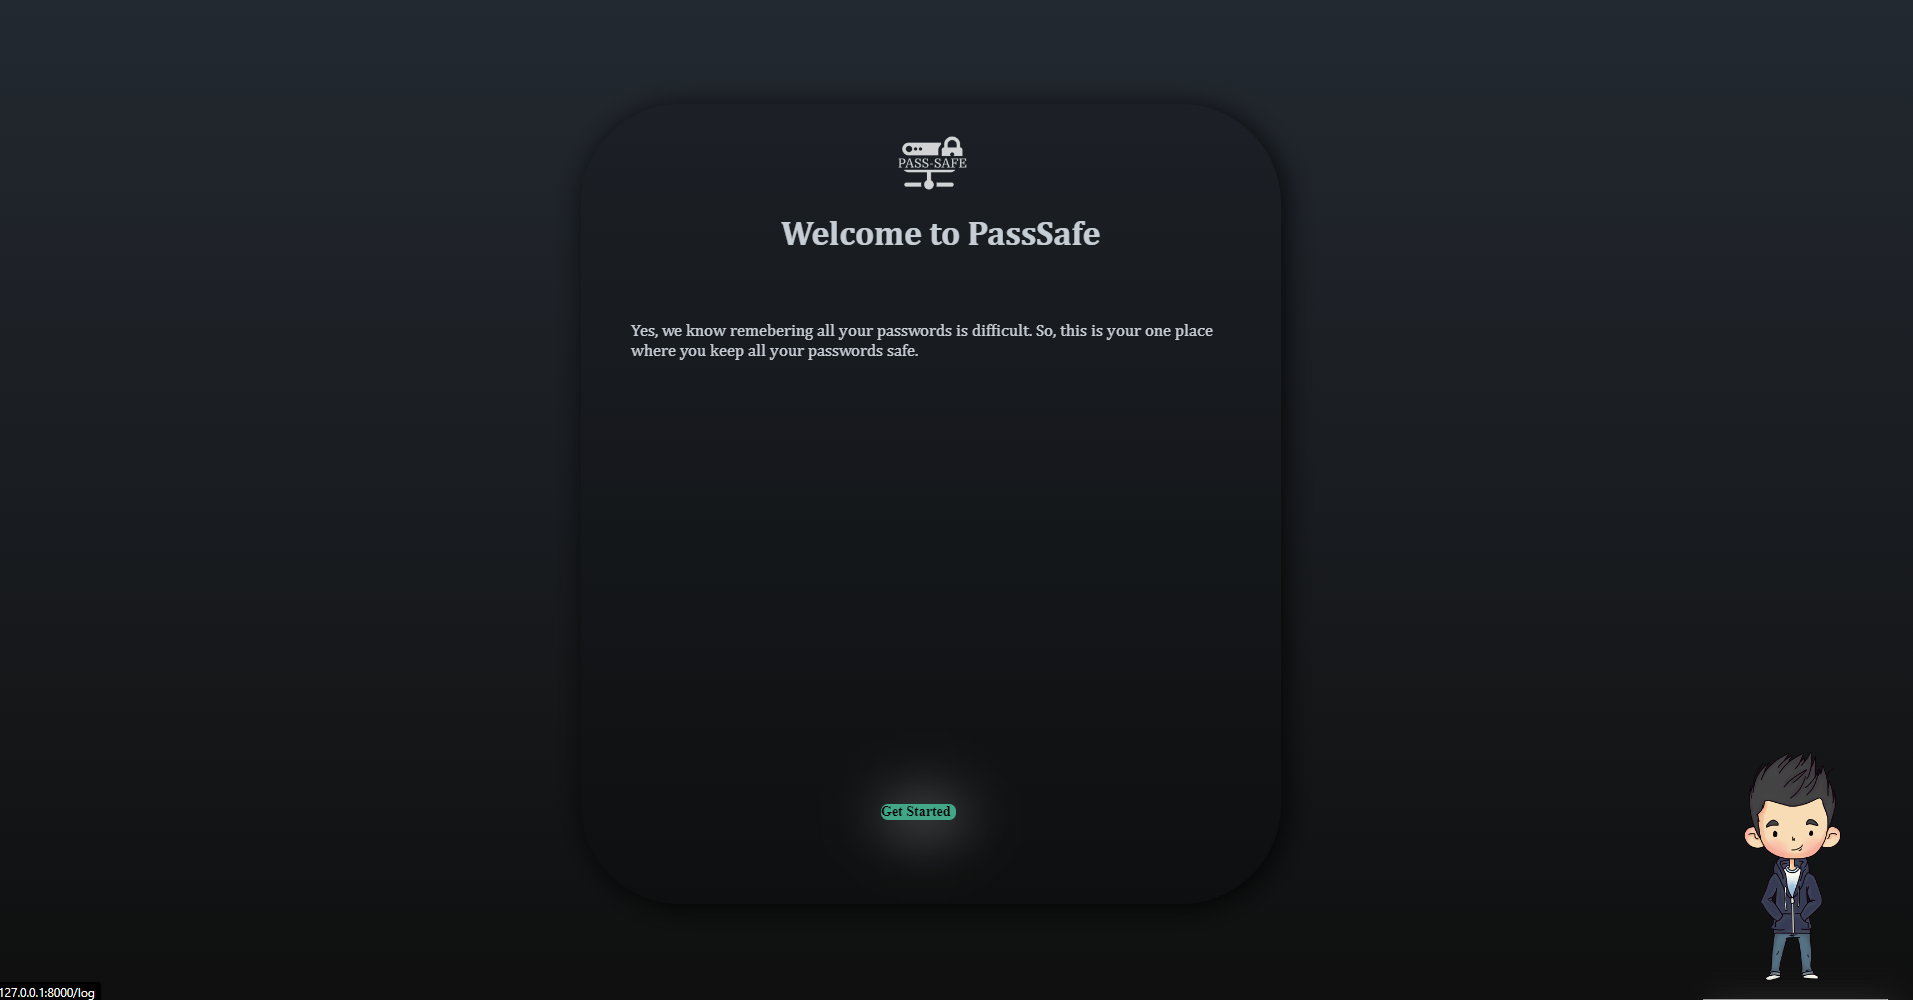 PASS-SAFE
Welcome to PassSafe
Yes, we know remebering all your passwords is difficult. So, this is your one place
where you keep all your passwords safe.
Get Started
127.0.0.1:8000/log